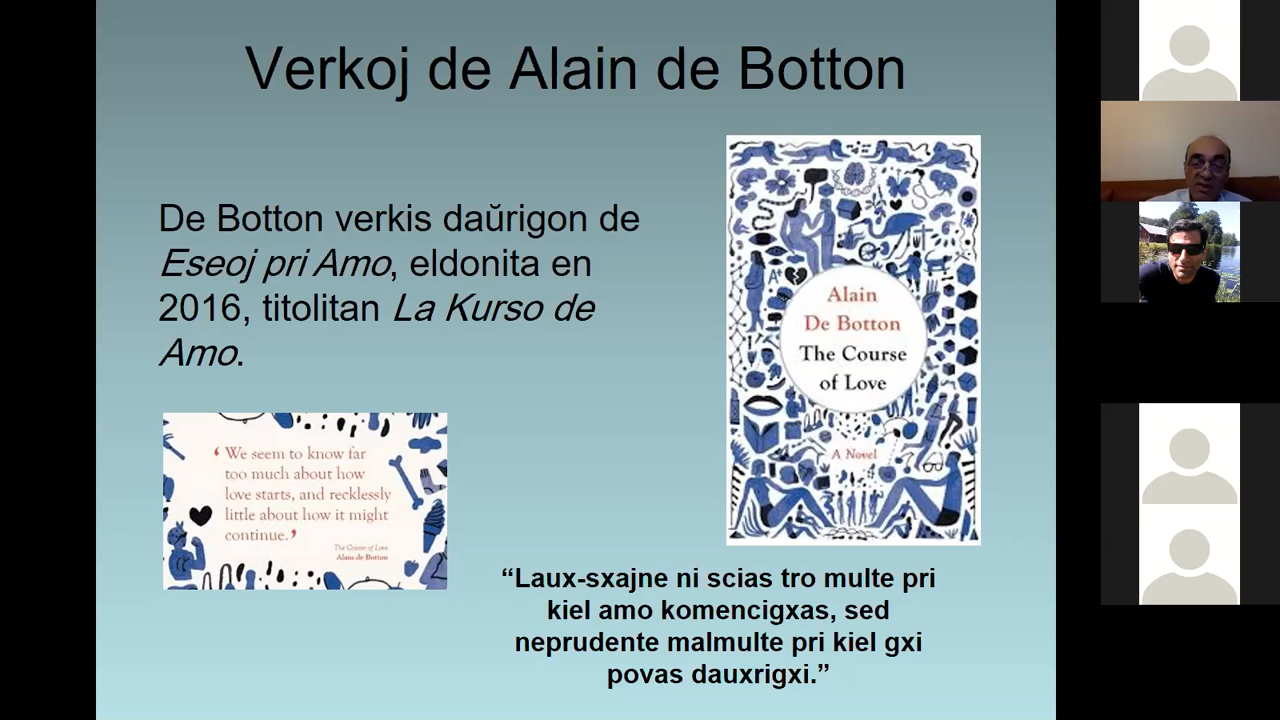 Verkoj de Alain de Botton
De Botton verkis daŭrigon de
Eseoj pri Amo, eldonita en
2016, titolitan La Kurso de
Amo.
Alain
De Botton
The Course
of Love
A Novel
‘We seem to know far
too much about how
love starts, and recklessly
little about how it might
continue.’
The Course of Love
Alain de Botton
“Laux-sxajne ni scias tro multe pri
kiel amo komencigxas, sed
neprudente malmulte pri kiel gxi
povas dauxrigxi.”